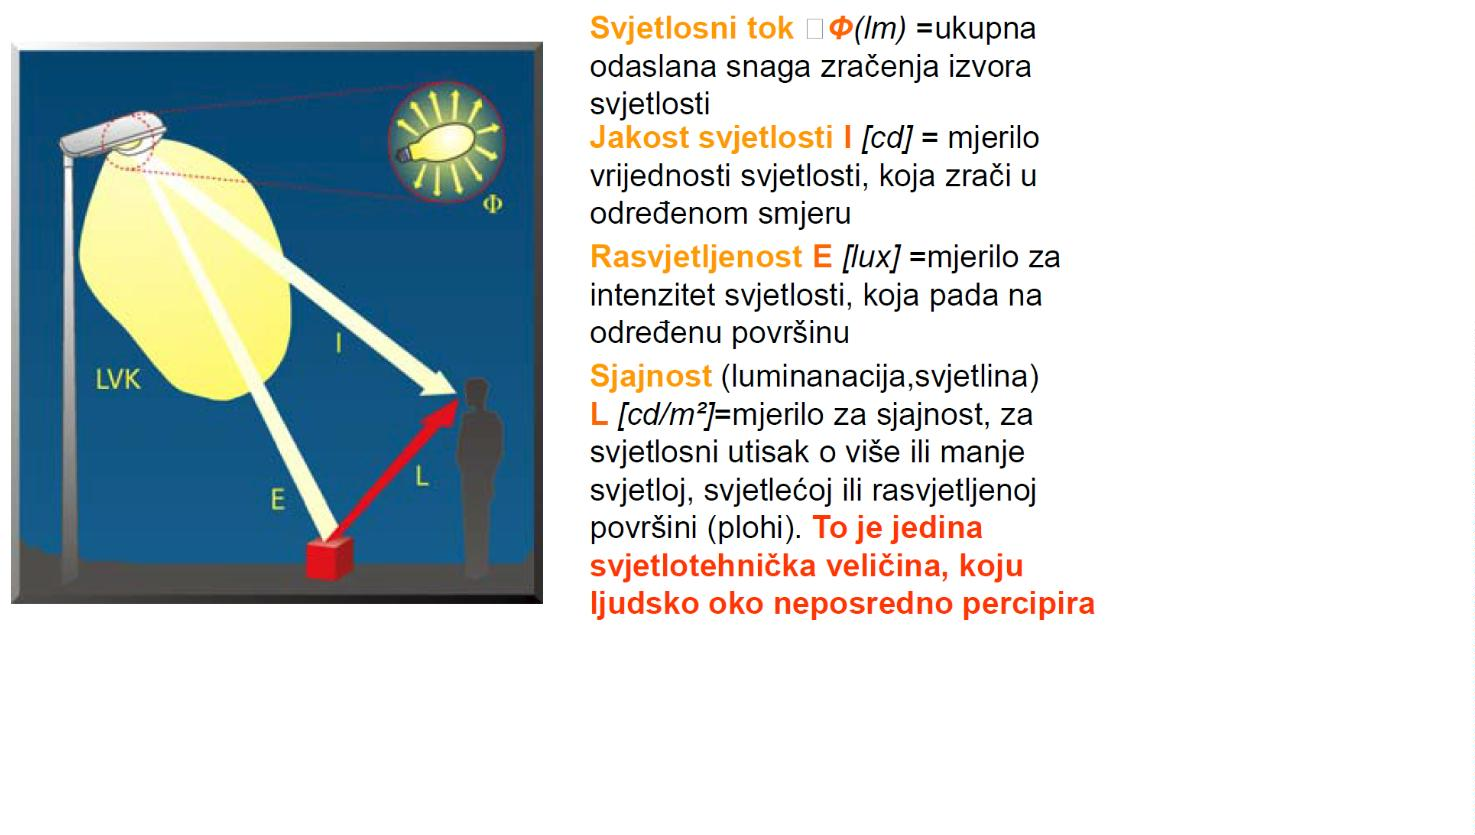 Φ
LVK
I
E
L
Svjetlosni tok □Φ(lm) =ukupna
odaslana snaga zračenja izvora
svjetlosti
Jakost svjetlosti I [cd] = mjerilo
vrijednosti svjetlosti, koja zrači u
određenom smjeru
Rasvjetljenost E [lux] =mjerilo za
intenzitet svjetlosti, koja pada na
određenu površinu
Sjajnost (luminanacija,svjetlina)
L [cd/m²]=mjerilo za sjajnost, za
svjetlosni utisak o više ili manje
svjetloj, svjetlećoj ili rasvjetljenoj
površini (plohi). To je jedina
svjetlotehnička veličina, koju
ljudsko oko neposredno percipira